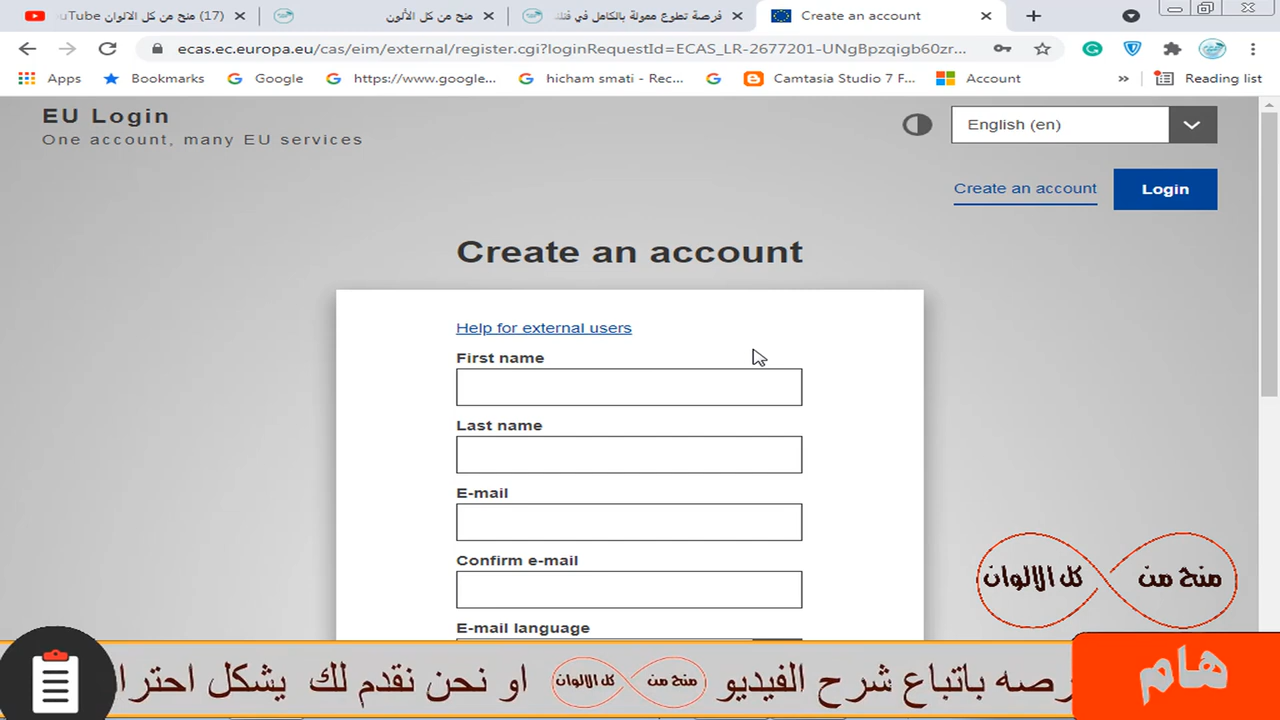 (17) منح من كل الالوان
منح من كل الألون
فرصة تطوع ممولة بالكامل في
Create an account
ecas.ec.europa.eu/cas/eim/external/register.cgi?loginRequestId=ECAS_LR-2677201-UNgBpzqigb60zr...
Apps
Bookmarks
Google
https://www.google...
hicham smati - Rec...
Camtasia Studio 7 F...
Account
»
Reading list
EU Login
One account, many EU services
English (en)
Create an account
Login
Create an account
Help for external users
First name
Last name
E-mail
Confirm e-mail
E-mail language
منح من كل الالوان
هام
رصه باتباع شرح الفيديو منح من كل الالوان او نحن نقدم لك يشكل احترا